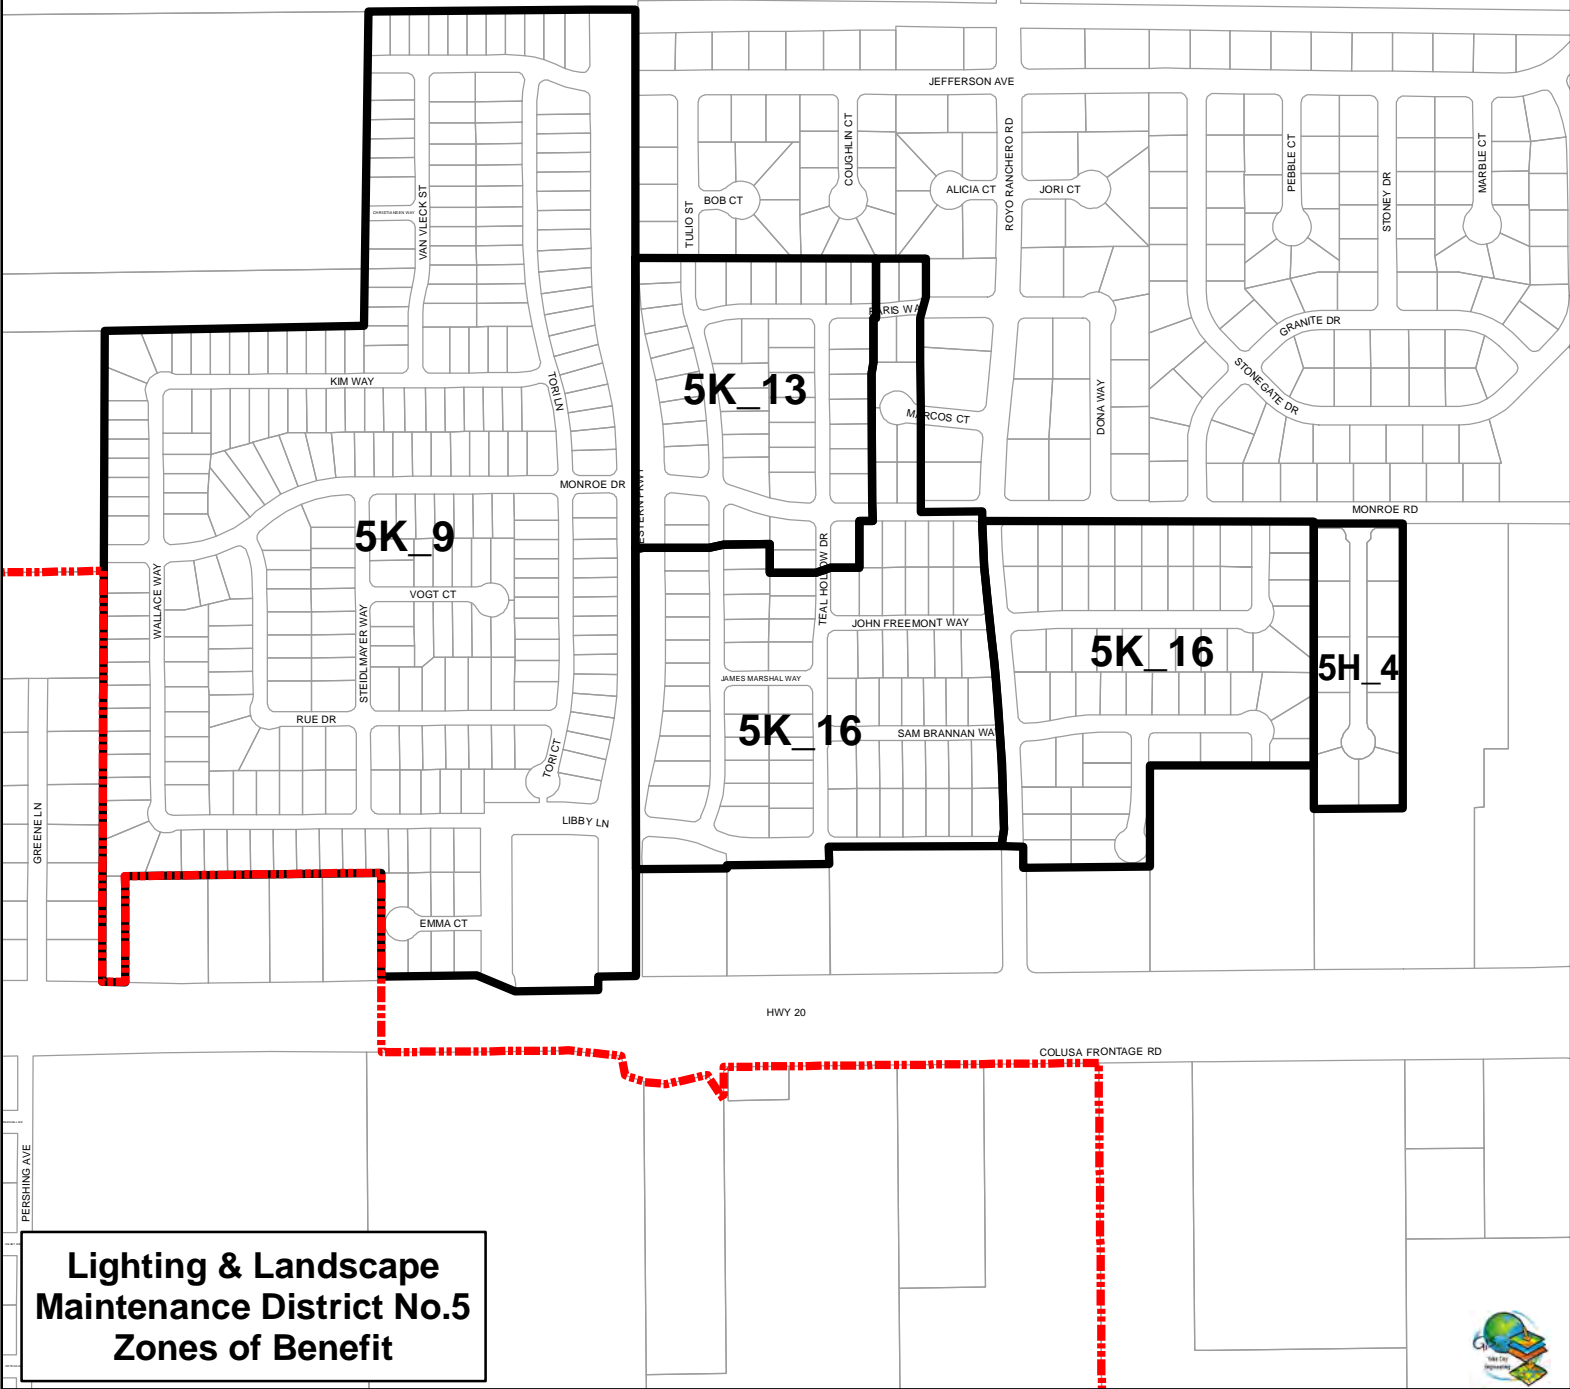 JEFFERSON AVE
COUGHLIN CT
ROYO RANCHERO RD
PEBBLE CT
MARBLE CT
STONEY DR
VAN VLECK ST
TULIO ST
BOB CT
ALICIA CT
JORI CT
GRANITE DR
STONEGATE DR
KIM WAY
TORI LN
5K_13
MARCOS CT
DONA WAY
MONROE DR
MONROE RD
5K_9
WALLACE WAY
VOGT CT
STEIDLMAYER WAY
TEAL HOLLOW DR
JOHN FREEMONT WAY
5K_16
5H_4
JAMES MARSHAL WAY
RUE DR
5K_16
SAM BRANNAN WA
TORI CT
GREENE LN
LIBBY LN
EMMA CT
HWY 20
COLUSA FRONTAGE RD
PERSHING AVE
Lighting & Landscape
Maintenance District No.5
Zones of Benefit